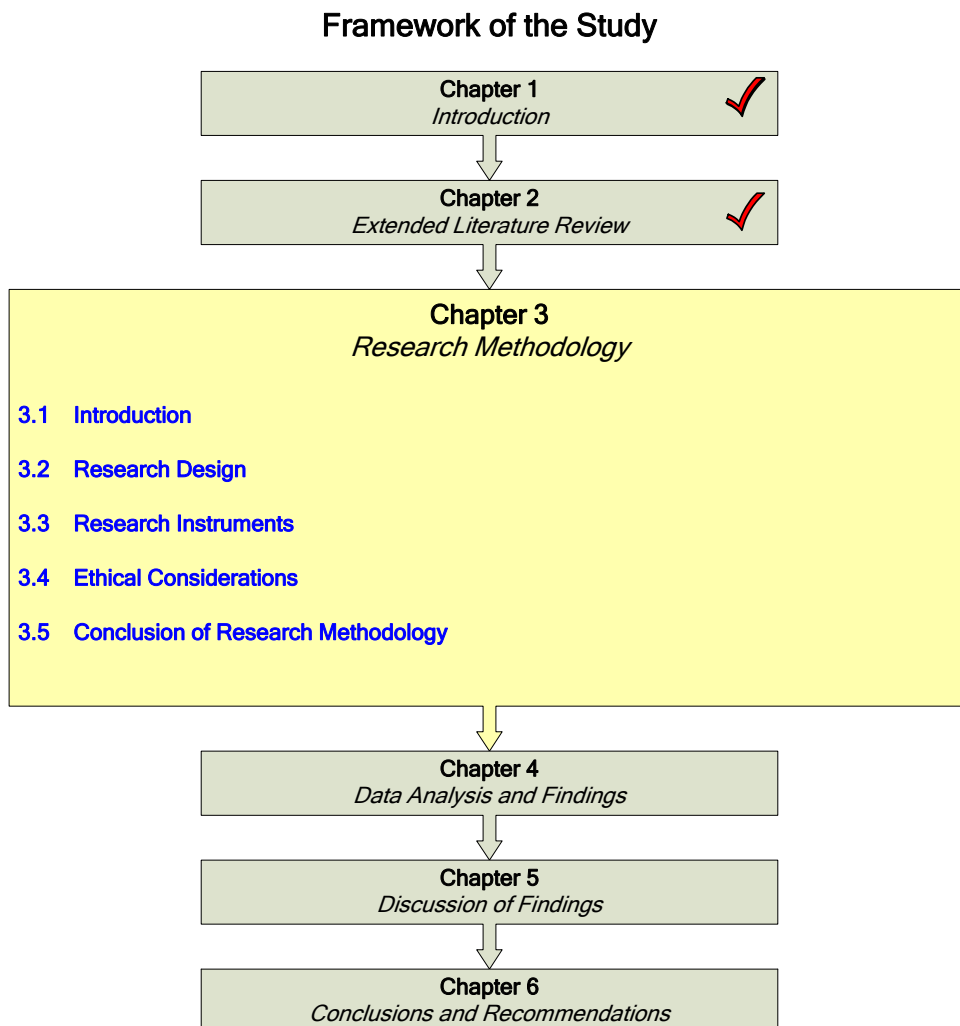 Framework of the Study
Chapter 1
Introduction
Chapter 2
Extended Literature Review
Chapter 3
Research Methodology
3.1 Introduction
3.2 Research Design
3.3 Research Instruments
3.4 Ethical Considerations
3.5 Conclusion of Research Methodology
Chapter 4
Data Analysis and Findings
Chapter 5
Discussion of Findings
Chapter 6
Conclusions and Recommendations